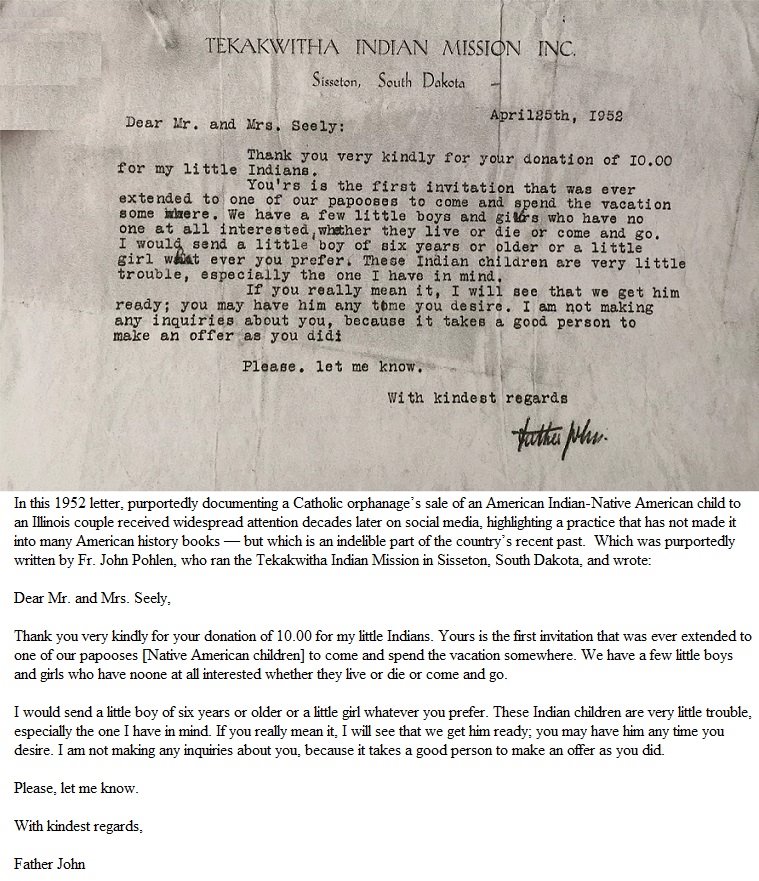 TEKAKWITHA INDIAN MISSION INC.
Sisseton, South Dakota
April25th, I952
Dear Mr. and Mrs. Seely:
Thank you very kindly for your donation of IO.OO
for my little Indians.
You'rs is the first invitation that was ever
extended to one of our papooses to come and spend the vacation
some where. We have a few little boys and girls who have no
one at all interested,whether they live or die or come and go.
I would send a little boy of six years or older or a little
girl what ever you prefer. These Indian children are very little
trouble, especially the one I have in mind.
If you really mean it, I will see that we get him
ready; you may have him any tome you desire. I am not making
any inquiries about you, because it takes a good person to
make an offer as you did!
Please. let me know.
With kindest regards
Father John.
In this 1952 letter, purportedly documenting a Catholic orphanage’s sale of an American Indian-Native American child to
an Illinois couple received widespread attention decades later on social media, highlighting a practice that has not made it
into many American history books — but which is an indelible part of the country’s recent past.  Which was purportedly
written by Fr. John Pohlen, who ran the Tekakwitha Indian Mission in Sisseton, South Dakota, and wrote:
Dear Mr. and Mrs. Seely,
Thank you very kindly for your donation of 10.00 for my little Indians. Yours is the first invitation that was ever extended to
one of our papooses [Native American children] to come and spend the vacation somewhere. We have a few little boys
and girls who have noone at all interested whether they live or die or come and go.
I would send a little boy of six years or older or a little girl whatever you prefer. These Indian children are very little trouble,
especially the one I have in mind. If you really mean it, I will see that we get him ready; you may have him any time you
desire. I am not making any inquiries about you, because it takes a good person to make an offer as you did.
Please, let me know.
With kindest regards,
Father John